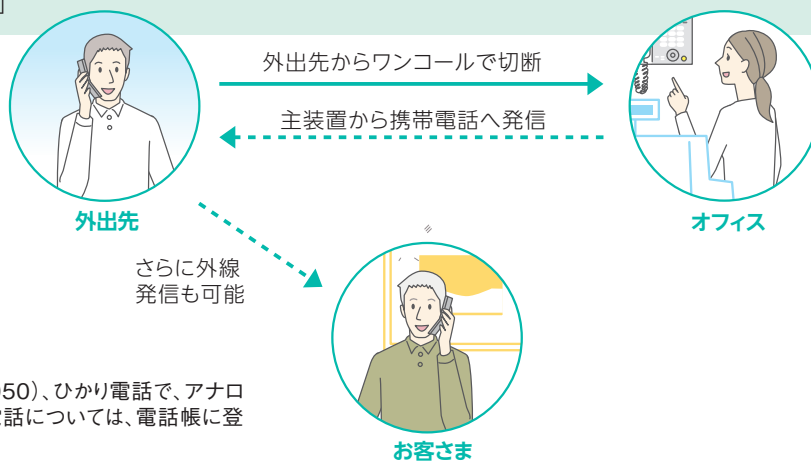 」
外出先からワンコールで切断
主装置から携帯電話へ発信
外出先
オフィス
さらに外線
発信も可能
050）、ひかり電話で、アナロ
電話については、電話帳に登
お客さま